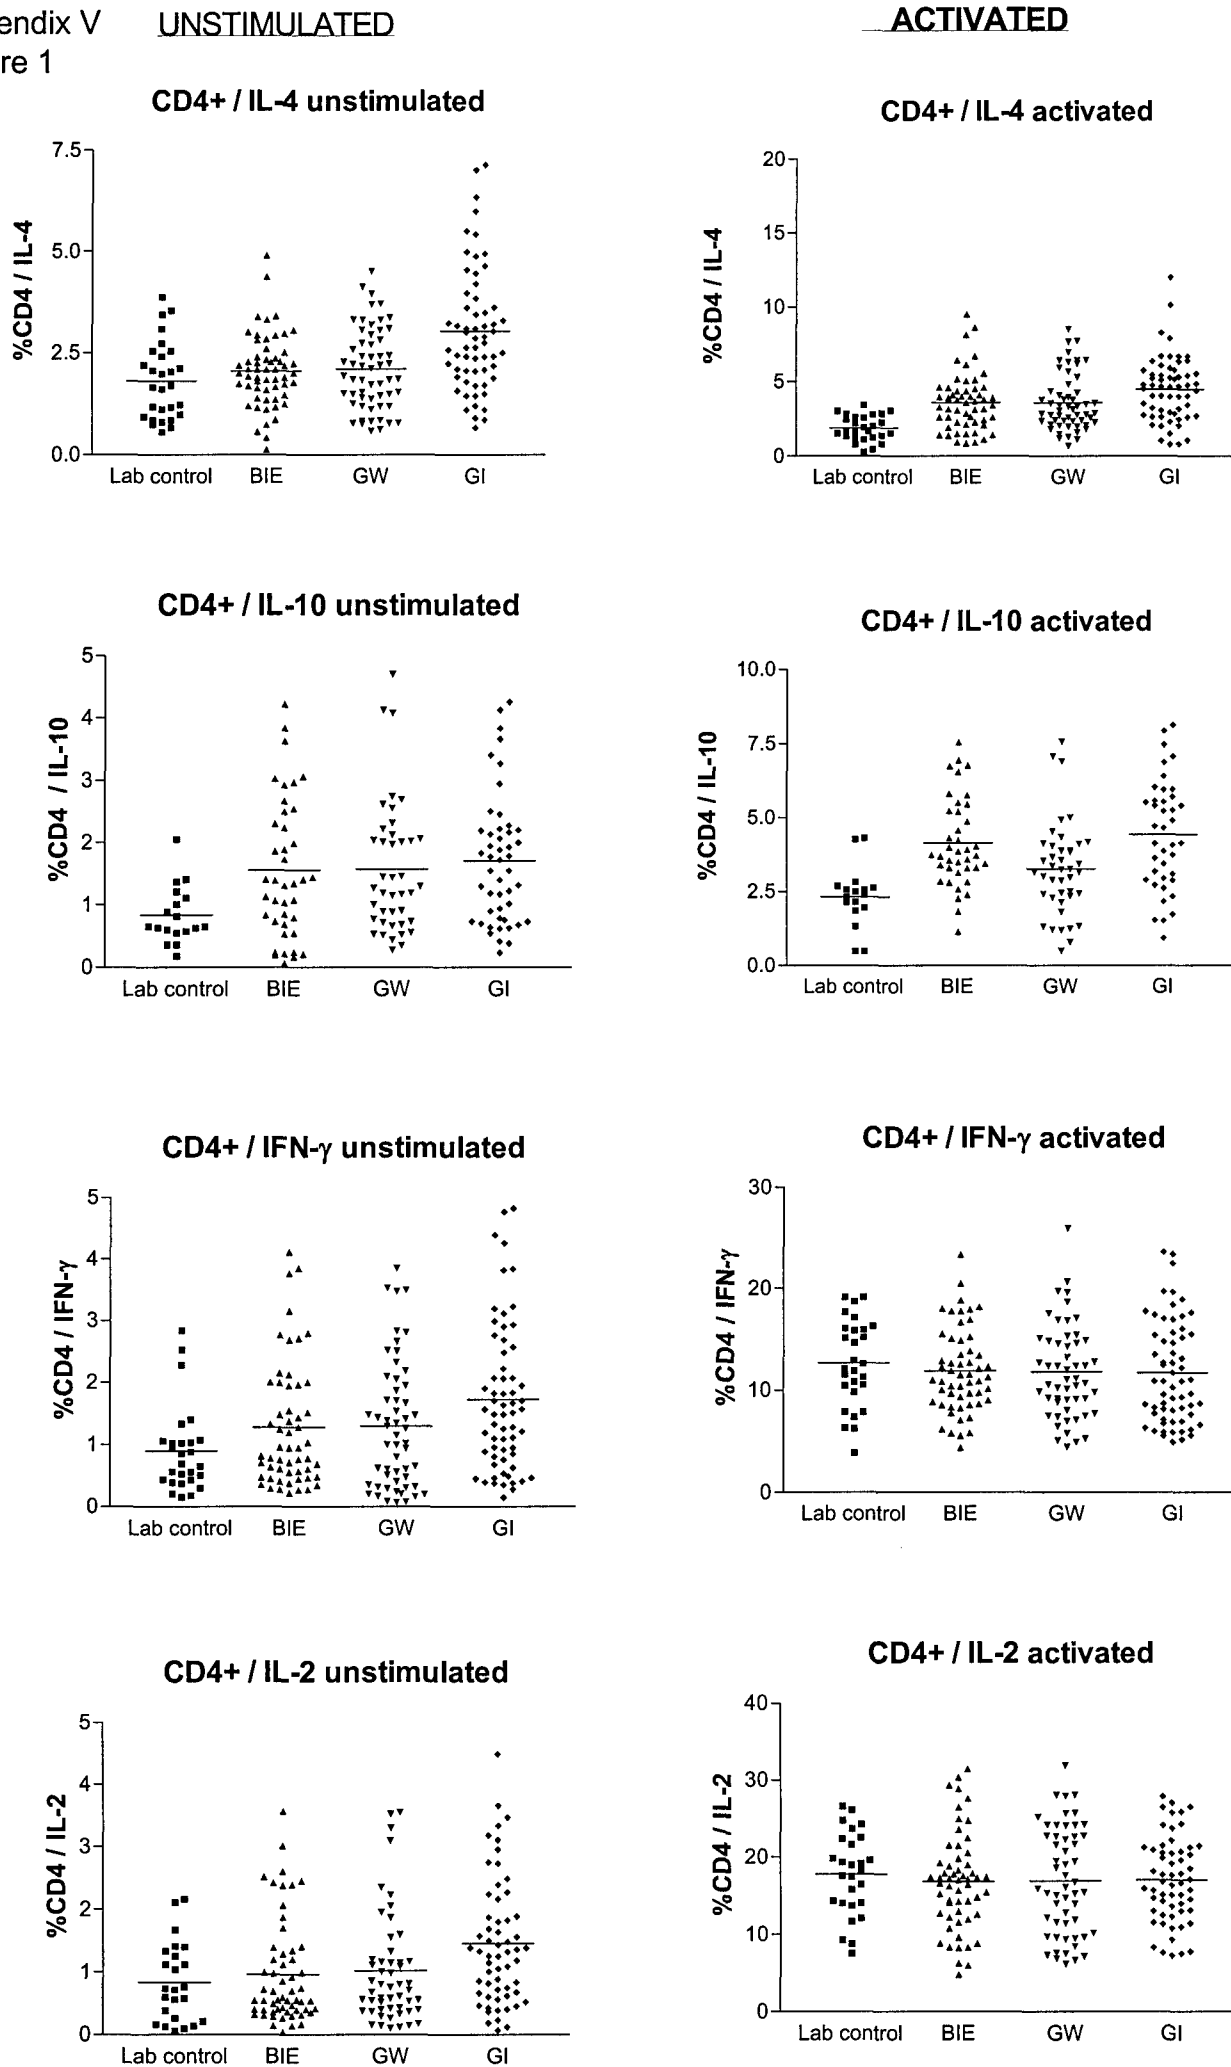 endix V
UNSTIMULATED
ACTIVATED
re 1
CD4+ / IL-4 unstimulated
7.5
5.0
2.5
0.0
%CD4 / IL-4
Lab control BIE GW GI
CD4+ / IL-4 activated
20
15
10
5
0
%CD4 / IL-4
Lab control BIE GW GI
CD4+ / IL-10 unstimulated
5
4
3
2
1
0
%CD4 / IL-10
Lab control BIE GW GI
CD4+ / IL-10 activated
10.0
7.5
5.0
2.5
0.0
%CD4 / IL-10
Lab control BIE GW GI
CD4+ / IFN-γ unstimulated
5
4
3
2
1
0
%CD4 / IFN-γ
Lab control BIE GW GI
CD4+ / IFN-γ activated
30
20
10
0
%CD4 / IFN-γ
Lab control BIE GW GI
CD4+ / IL-2 unstimulated
5
4
3
2
1
0
%CD4 / IL-2
Lab control BIE GW GI
CD4+ / IL-2 activated
40
30
20
10
0
%CD4 / IL-2
Lab control BIE GW GI